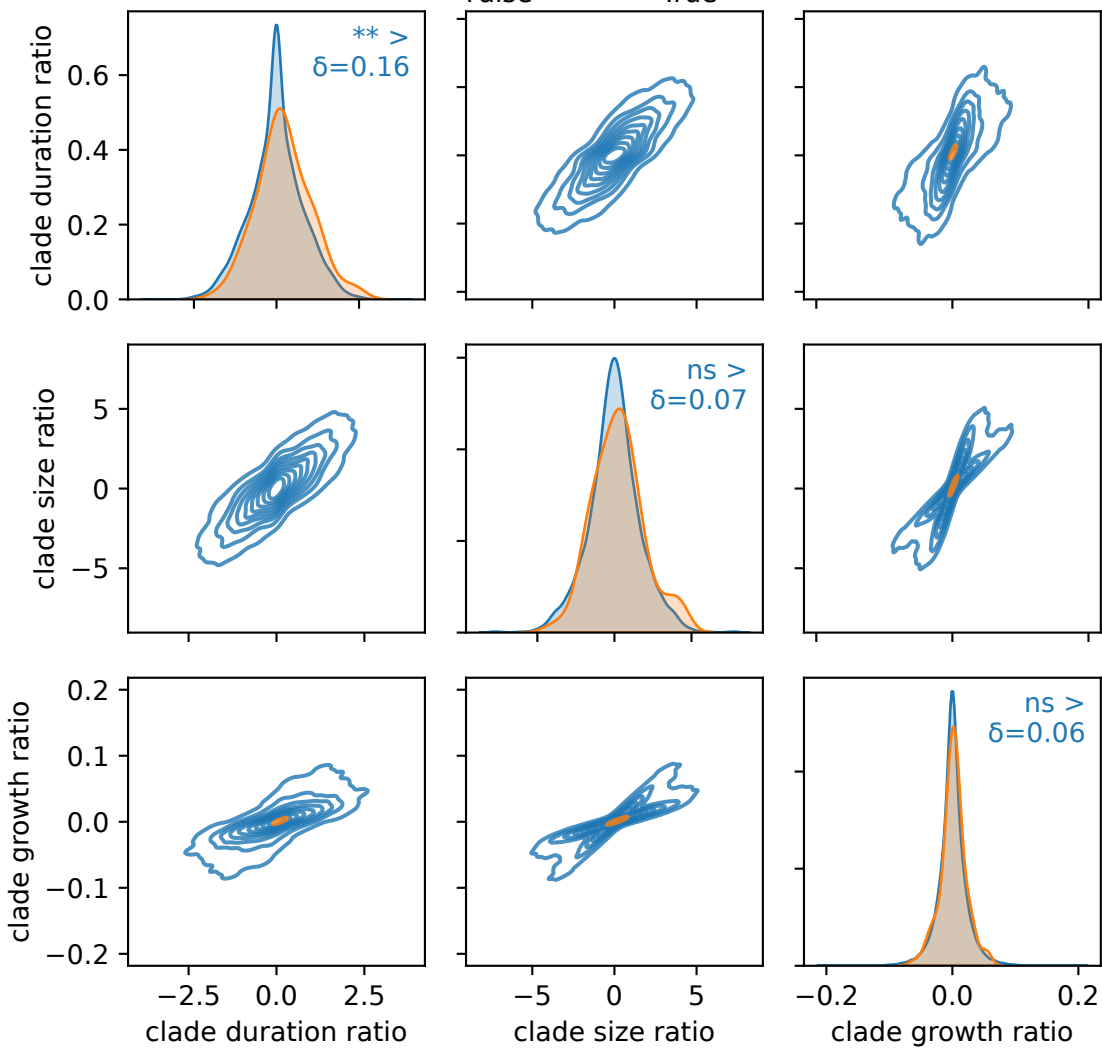 True
clade duration ratio
0.6
0.4
0.2
0.0
** >
δ=0.16
clade size ratio
5
0
−5
ns >
δ=0.07
clade growth ratio
0.2
0.1
0.0
−0.1
−0.2
ns >
δ=0.06
−2.5 0.0 2.5
−5 0 5
−0.2 0.0 0.2
clade duration ratio
clade size ratio
clade growth ratio